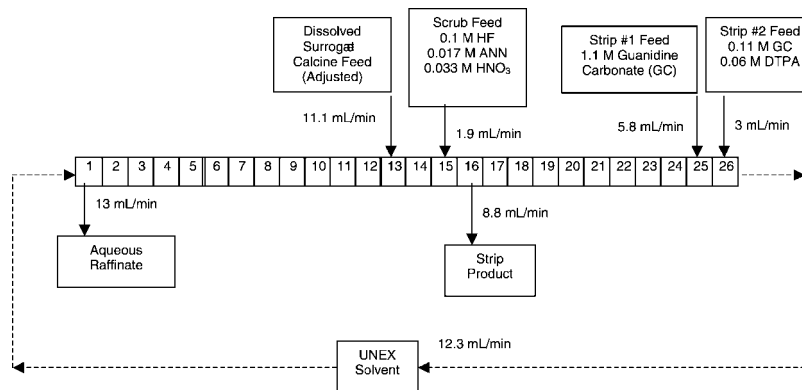 Dissolved
Surrogæ
Calcine Feed
(Adjusted)
Scrub Feed
0.1 M HF
0.017 M ANN
0.033 M HNO₃
Strip #1 Feed
1.1 M Guanidine
Carbonate (GC)
Strip #2 Feed
0.11 M GC
0.06 M DTPA
11.1 mL/min
1.9 mL/min
5.8 mL/min
3 mL/min
1 2 3 4 5 6 7 8 9 10 11 12 13 14 15 16 17 18 19 20 21 22 23 24 25 26
13 mL/min
8.8 mL/min
Aqueous
Raffinate
Strip
Product
12.3 mL/min
UNEX
Solvent